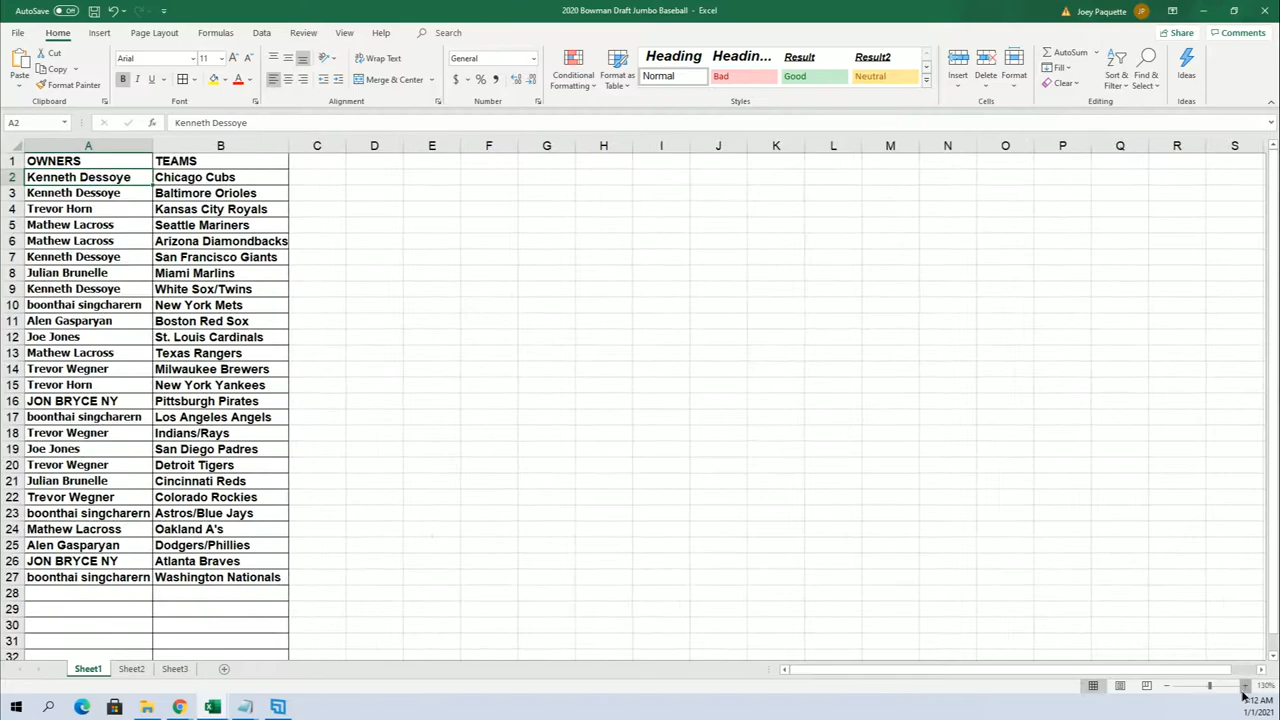 AutoSave Off 2020 Bowman Draft Jumbo Baseball - Excel Joey Paquette JP
File Home Insert Page Layout Formulas Data Review View Help Search Share Comments
Paste Cut Copy Format Painter Clipboard
Arial 11 A A B I U A Font
ab Wrap Text Merge & Center Alignment
General $ % , Number
Conditional Formatting Format as Table
Heading Headin... Result Result2
Normal Bad Good Neutral
Styles
Insert Delete Format Cells
AutoSum Fill Clear Sort & Filter Find & Select Editing
Ideas Ideas
A2 fx Kenneth Dessoye
A B C D E F G H I J K L M N O P Q R S
1 OWNERS TEAMS
2 Kenneth Dessoye Chicago Cubs
3 Kenneth Dessoye Baltimore Orioles
4 Trevor Horn Kansas City Royals
5 Mathew Lacross Seattle Mariners
6 Mathew Lacross Arizona Diamondbacks
7 Kenneth Dessoye San Francisco Giants
8 Julian Brunelle Miami Marlins
9 Kenneth Dessoye White Sox/Twins
10 boonthai singcharern New York Mets
11 Alen Gasparyan Boston Red Sox
12 Joe Jones St. Louis Cardinals
13 Mathew Lacross Texas Rangers
14 Trevor Wegner Milwaukee Brewers
15 Trevor Horn New York Yankees
16 JON BRYCE NY Pittsburgh Pirates
17 boonthai singcharern Los Angeles Angels
18 Trevor Wegner Indians/Rays
19 Joe Jones San Diego Padres
20 Trevor Wegner Detroit Tigers
21 Julian Brunelle Cincinnati Reds
22 Trevor Wegner Colorado Rockies
23 boonthai singcharern Astros/Blue Jays
24 Mathew Lacross Oakland A's
25 Alen Gasparyan Dodgers/Phillies
26 JON BRYCE NY Atlanta Braves
27 boonthai singcharern Washington Nationals
28
29
30
31
32
Sheet1 Sheet2 Sheet3
130%
1/1/2021